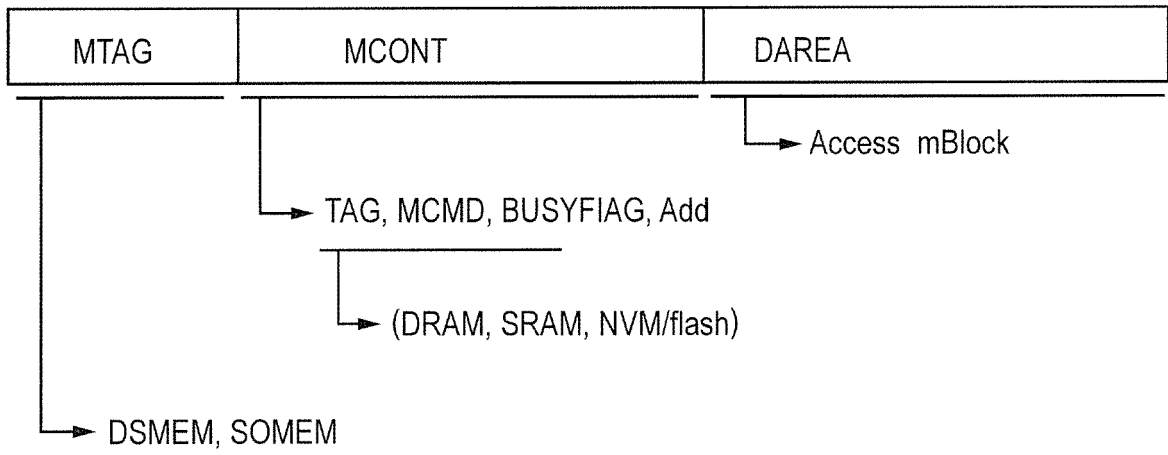 MTAG MCONT DAREA
Access mBlock
TAG, MCMD, BUSYFIAG, Add
(DRAM, SRAM, NVM/flash)
DSMEM, SOMEM